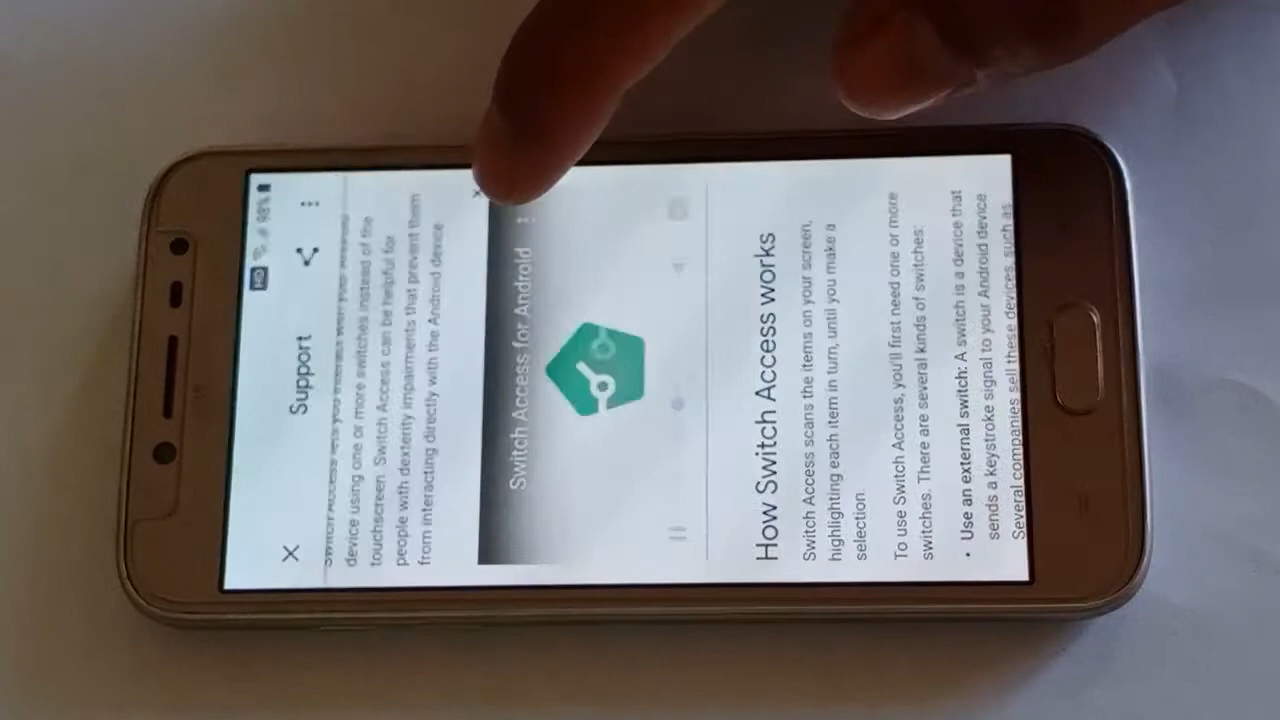 98%
Support
Switch Access lets you interact with your Android
device using one or more switches instead of the
touchscreen. Switch Access can be helpful for
people with dexterity impairments that prevent them
from interacting directly with the Android device
Switch Access for Android
How Switch Access works
Switch Access scans the items on your screen,
highlighting each item in turn, until you make a
selection.
To use Switch Access, you'll first need one or more
switches. There are several kinds of switches:
• Use an external switch: A switch is a device that
sends a keystroke signal to your Android device.
Several companies sell these devices, such as